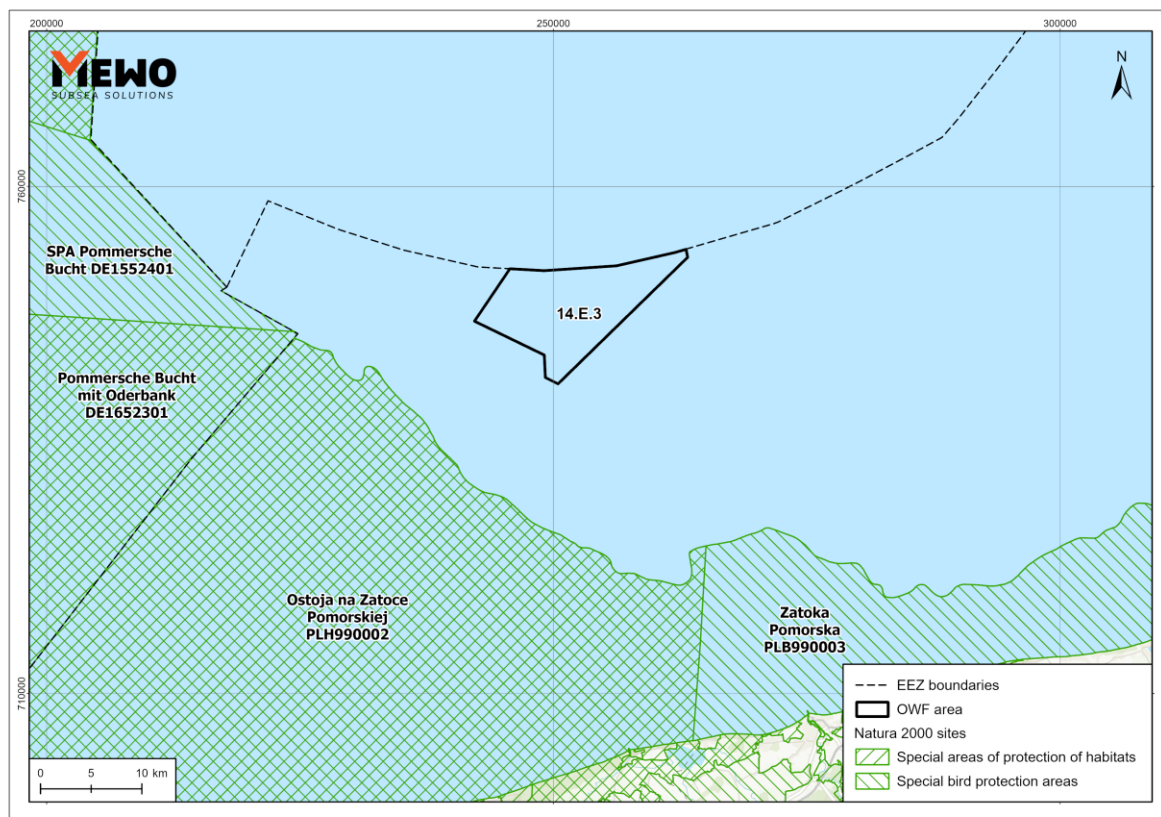 200000
250000
300000
MEWO
SUBSEA SOLUTIONS
N
760000
SPA Pommersche
Bucht DE1552401
14.E.3
Pommersche Bucht
mit Oderbank
DE1652301
Ostoja na Zatoce
Pomorskiej
PLH990002
Zatoka
Pomorska
PLB990003
710000
EEZ boundaries
OWF area
Natura 2000 sites
Special areas of protection of habitats
Special bird protection areas
0 5 10 km